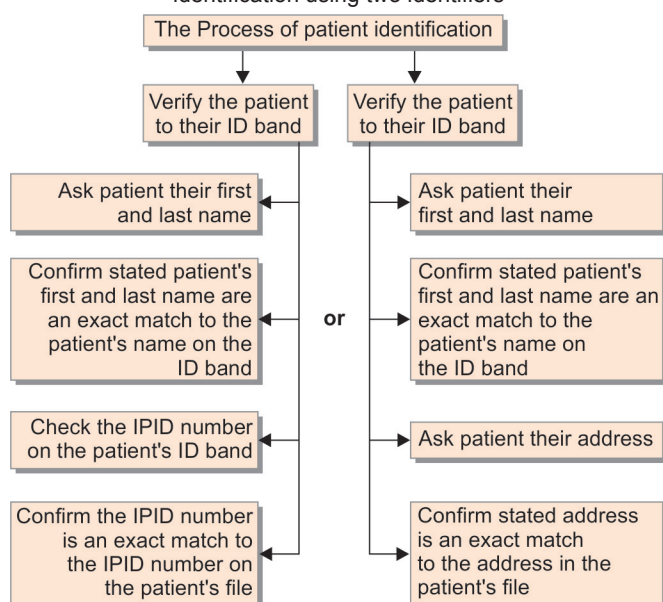 identification using two identifiers
The Process of patient identification
Verify the patient
to their ID band
Verify the patient
to their ID band
Ask patient their first
and last name
Confirm stated patient's
first and last name are
an exact match to the
patient's name on the
ID band
Check the IPID number
on the patient's ID band
Confirm the IPID number
is an exact match to
the IPID number on
the patient's file
or
Ask patient their
first and last name
Confirm stated patient's
first and last name are an
exact match to the
patient's name on
the ID band
Ask patient their address
Confirm stated address
is an exact match
to the address in the
patient's file